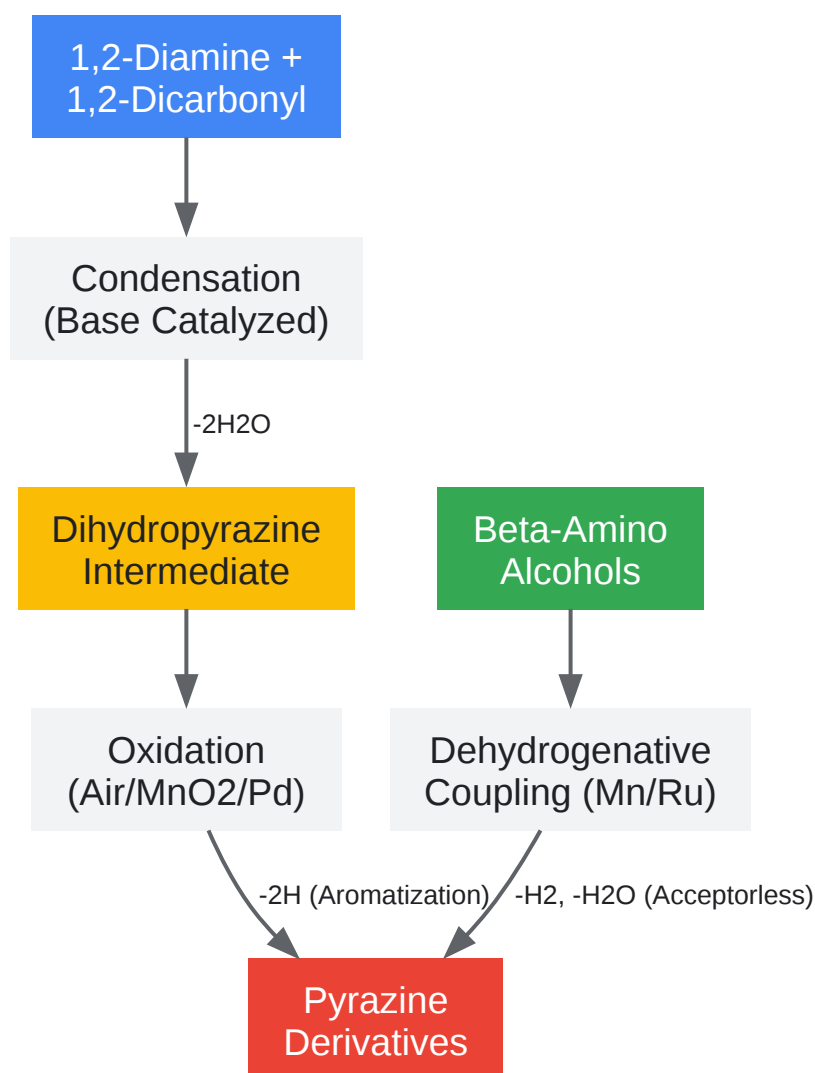 1,2-Diamine +
1,2-Dicarbonyl
Condensation
(Base Catalyzed)
-2H2O
Dihydropyrazine
Intermediate
Beta-Amino
Alcohols
Oxidation
(Air/MnO2/Pd)
Dehydrogenative
Coupling (Mn/Ru)
-2H (Aromatization)
-H2, -H2O (Acceptorless)
Pyrazine
Derivatives